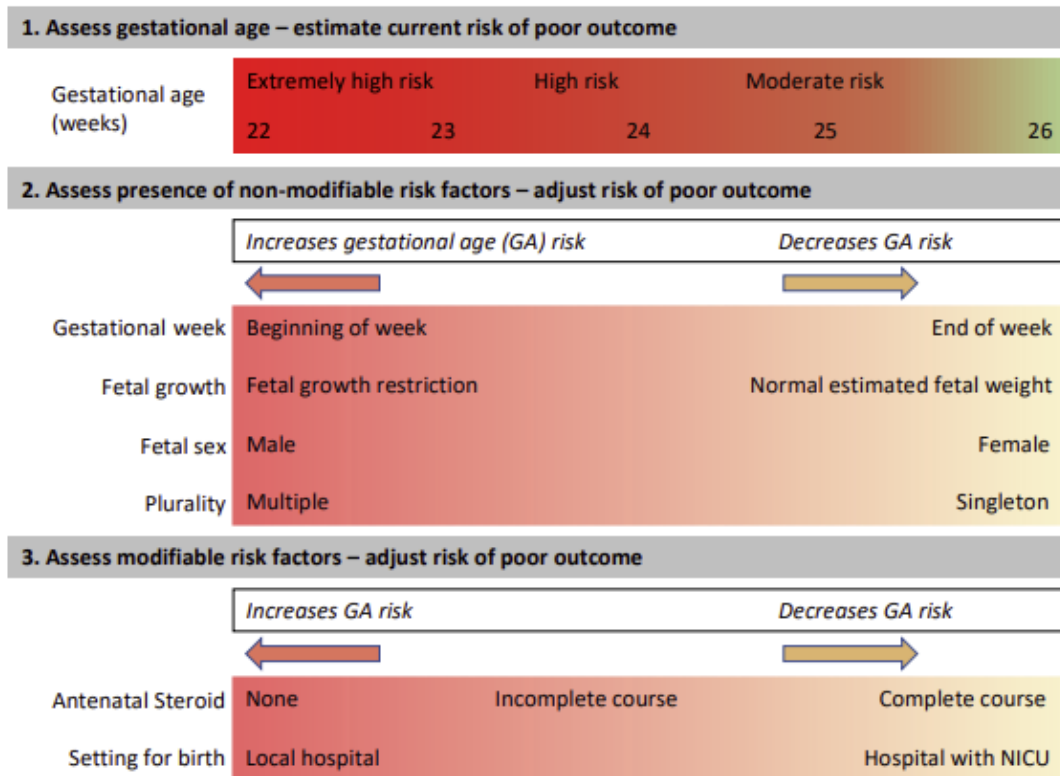 1. Assess gestational age – estimate current risk of poor outcome
Extremely high risk High risk Moderate risk
Gestational age
(weeks)
22 23 24 25 26
2. Assess presence of non-modifiable risk factors – adjust risk of poor outcome
Increases gestational age (GA) risk Decreases GA risk
Gestational week Beginning of week End of week
Fetal growth Fetal growth restriction Normal estimated fetal weight
Fetal sex Male Female
Plurality Multiple Singleton
3. Assess modifiable risk factors – adjust risk of poor outcome
Increases GA risk Decreases GA risk
Antenatal Steroid None Incomplete course Complete course
Setting for birth Local hospital Hospital with NICU